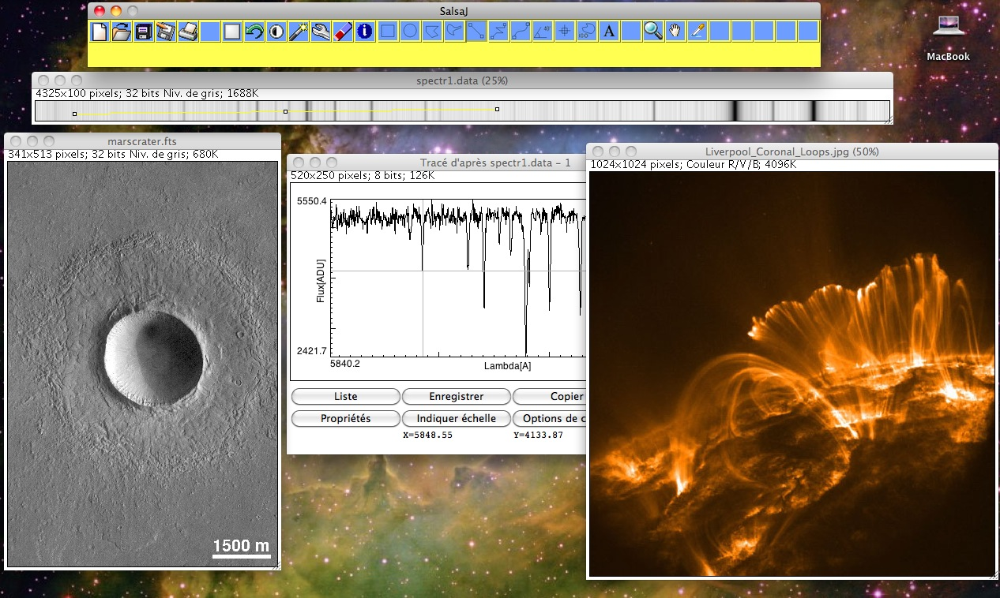 SalsaJ
40°
A
MacBook
spectr1.data (25%)
4325x100 pixels; 32 bits Niv. de gris; 1688K
marscrater.fts
341x513 pixels; 32 bits Niv. de gris; 680K
1500 m
Tracé d'après spectr1.data - 1
520x250 pixels; 8 bits; 126K
5550.4
Flux[ADU]
2421.7
5840.2
Lambda[A]
Liste Enregistrer Copier
Propriétés Indiquer échelle Options de c
X=5848.55 Y=4133.87
Liverpool_Coronal_Loops.jpg (50%)
1024x1024 pixels; Couleur R/V/B; 4096K